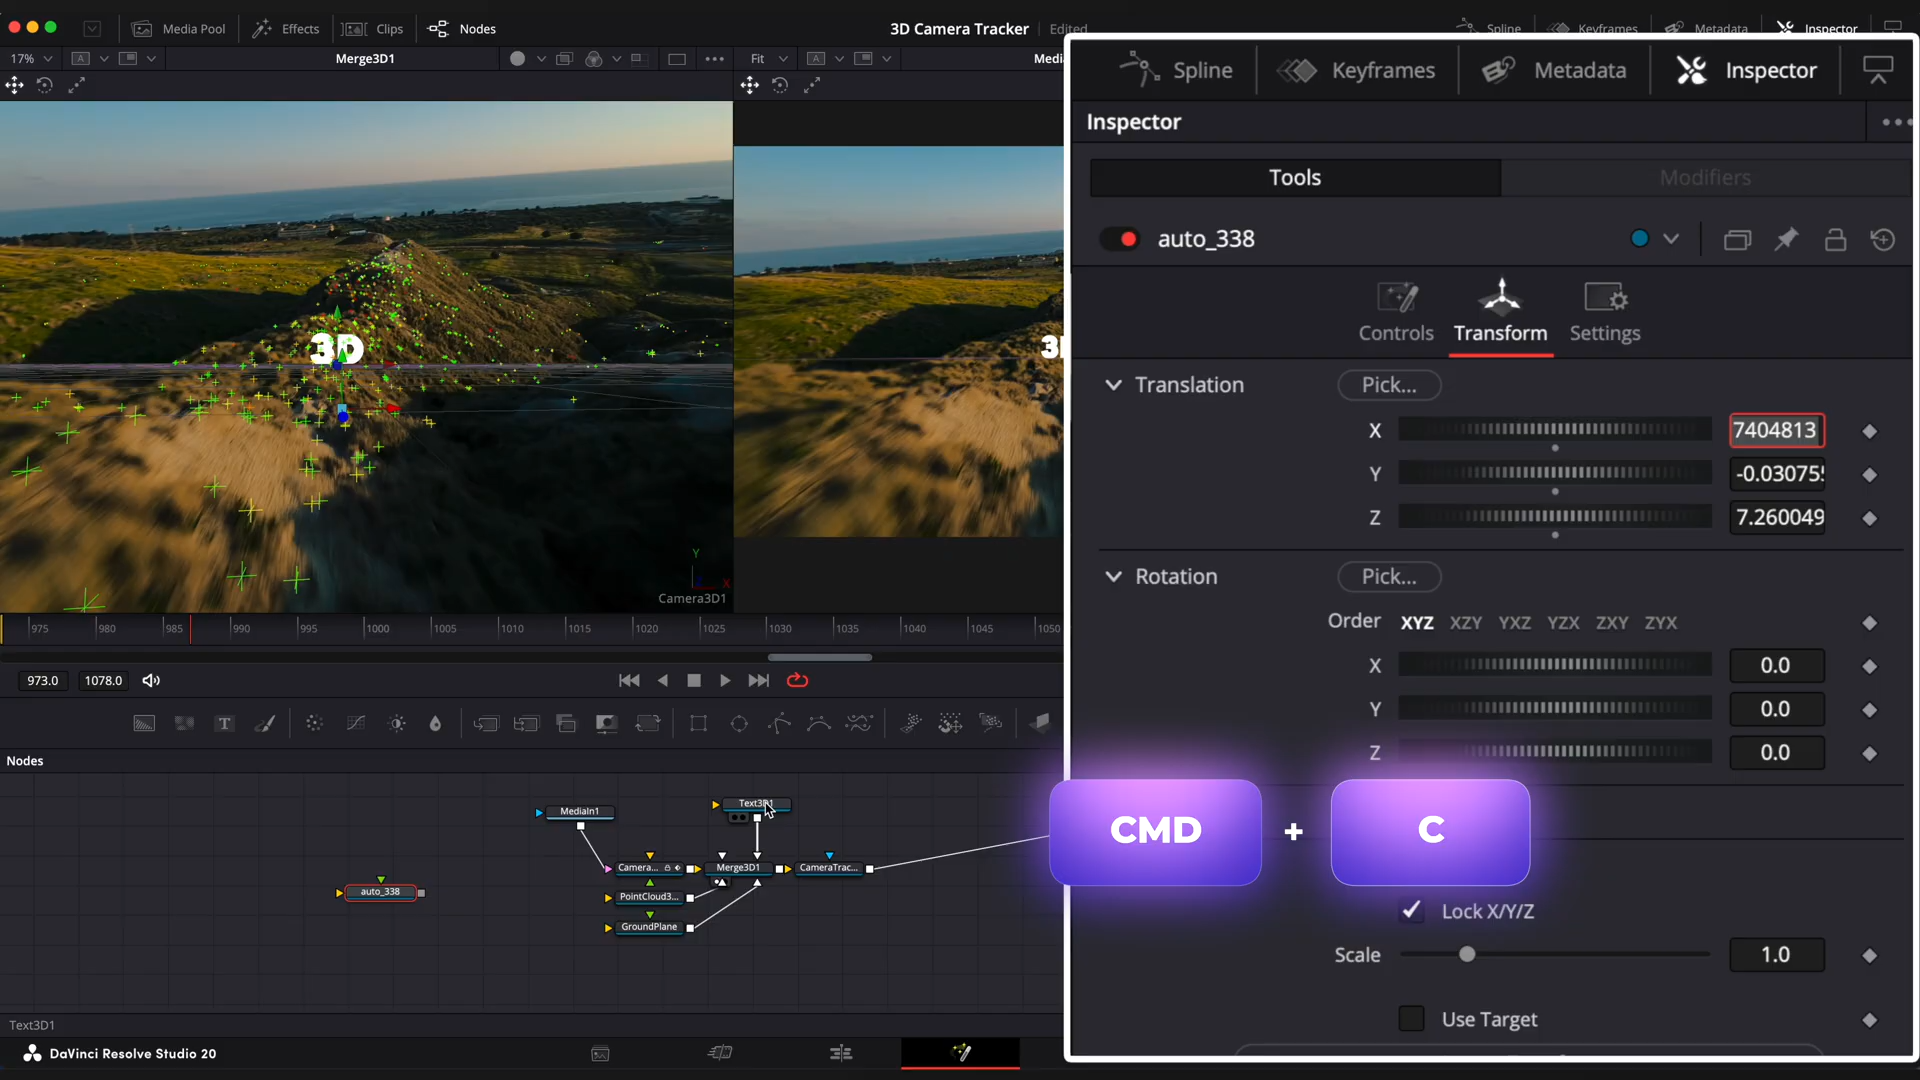 Media Pool
Effects
Clips
Nodes
3D Camera Tracker
Edited
Spline
Keyframes
Metadata
Inspector
17%
A
Merge3D1
Fit
A
Spline
Keyframes
Metadata
Inspector
Inspector
Tools
Modifiers
auto_338
Controls
Transform
Settings
Translation
Pick...
X
7404813
Y
Z
7.260049
Rotation
Pick...
Order
XYZ
XZY
YXZ
YZX
ZXY
ZYX
X
0.0
Y
0.0
Z
0.0
CMD
+
C
Lock X/Y/Z
Scale
1.0
Use Target
3D
Y
X
Camera3D1
975
980
985
990
995
1000
1005
1010
1015
1020
1025
1030
1035
1040
1045
1050
973.0
1078.0
T
Nodes
MediaIn1
Text3D1
Camera...
Merge3D1
CameraTrac...
auto_338
PointCloud3...
GroundPlane
Text3D1
DaVinci Resolve Studio 20